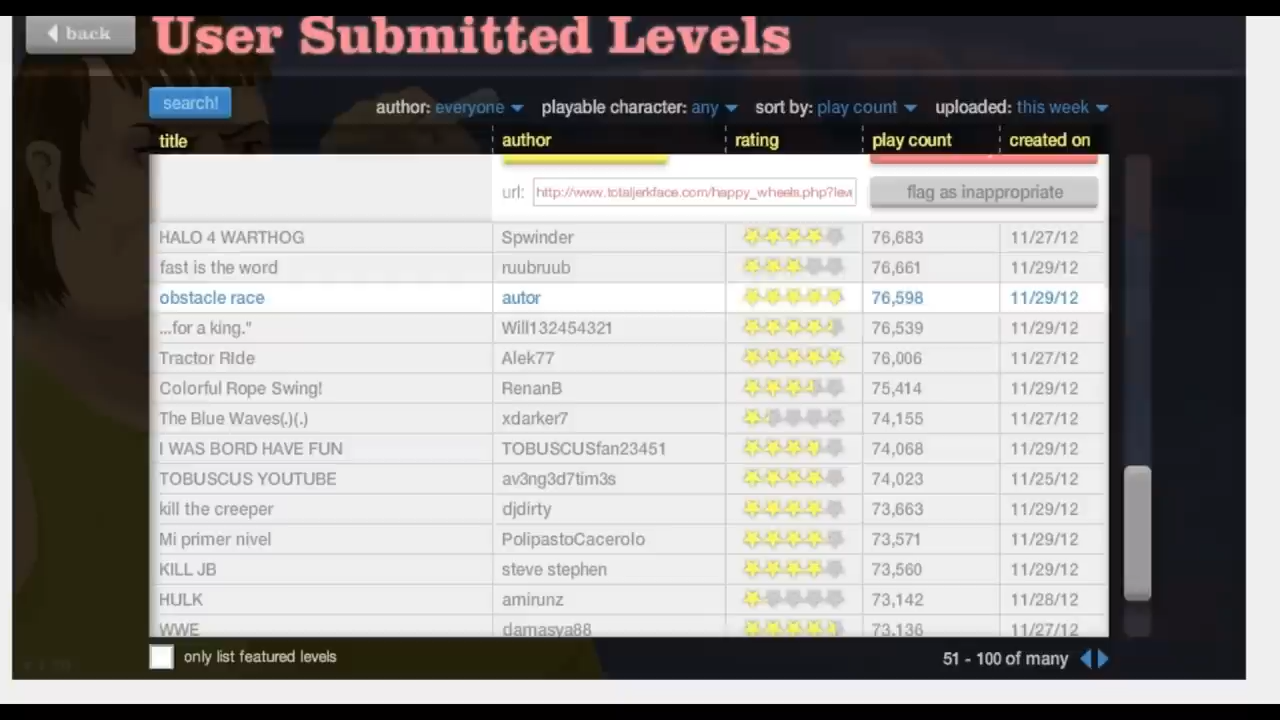 back
User Submitted Levels
search!
author: everyone playable character: any sort by: play count uploaded: this week
title author rating play count created on
url: http://www.totaljerkface.com/happy_wheels.php?lev flag as inappropriate
HALO 4 WARTHOG Spwinder 76,683 11/27/12
fast is the word ruubruub 76,661 11/29/12
obstacle race autor 76,598 11/29/12
...for a king." Will132454321 76,539 11/29/12
Tractor RIde Alek77 76,006 11/27/12
Colorful Rope Swing! RenanB 75,414 11/29/12
The Blue Waves(.)(.) xdarker7 74,155 11/27/12
I WAS BORD HAVE FUN TOBUSCUSfan23451 74,068 11/29/12
TOBUSCUS YOUTUBE av3ng3d7tim3s 74,023 11/25/12
kill the creeper djdirty 73,663 11/29/12
Mi primer nivel PolipastoCacerolo 73,571 11/29/12
KILL JB steve stephen 73,560 11/29/12
HULK amirunz 73,142 11/28/12
WWE damasya88 73,136 11/27/12
only list featured levels 51 - 100 of many